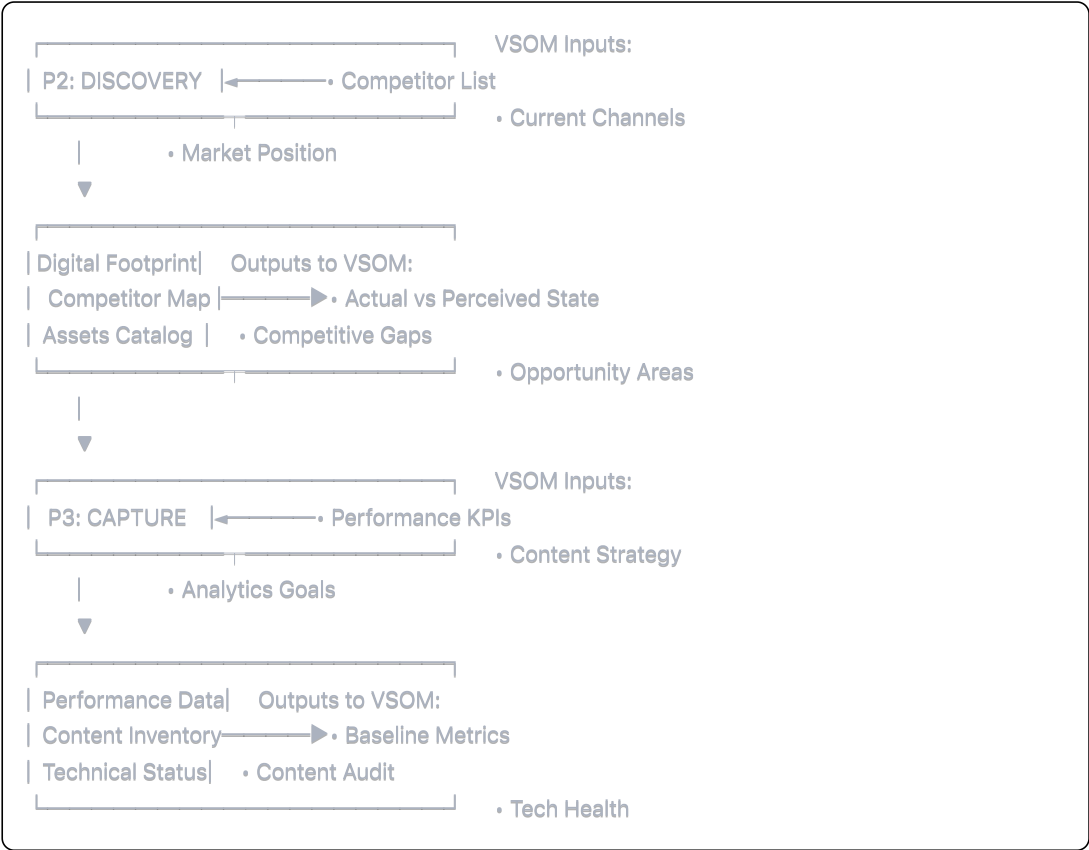 VSOM Inputs:
P2: DISCOVERY • Competitor List
• Current Channels
• Market Position
Digital Footprint Outputs to VSOM:
Competitor Map • Actual vs Perceived State
Assets Catalog • Competitive Gaps
• Opportunity Areas
VSOM Inputs:
P3: CAPTURE • Performance KPIs
• Content Strategy
• Analytics Goals
Performance Data Outputs to VSOM:
Content Inventory • Baseline Metrics
Technical Status • Content Audit
• Tech Health